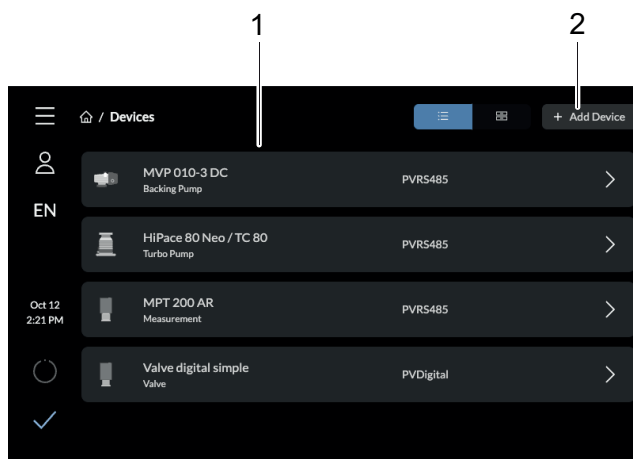 1
2
/ Devices
+ Add Device
MVP 010-3 DC
Backing Pump
PVRS485
EN
HiPace 80 Neo / TC 80
Turbo Pump
PVRS485
Oct 12
2:21 PM
MPT 200 AR
Measurement
PVRS485
Valve digital simple
Valve
PVDigital